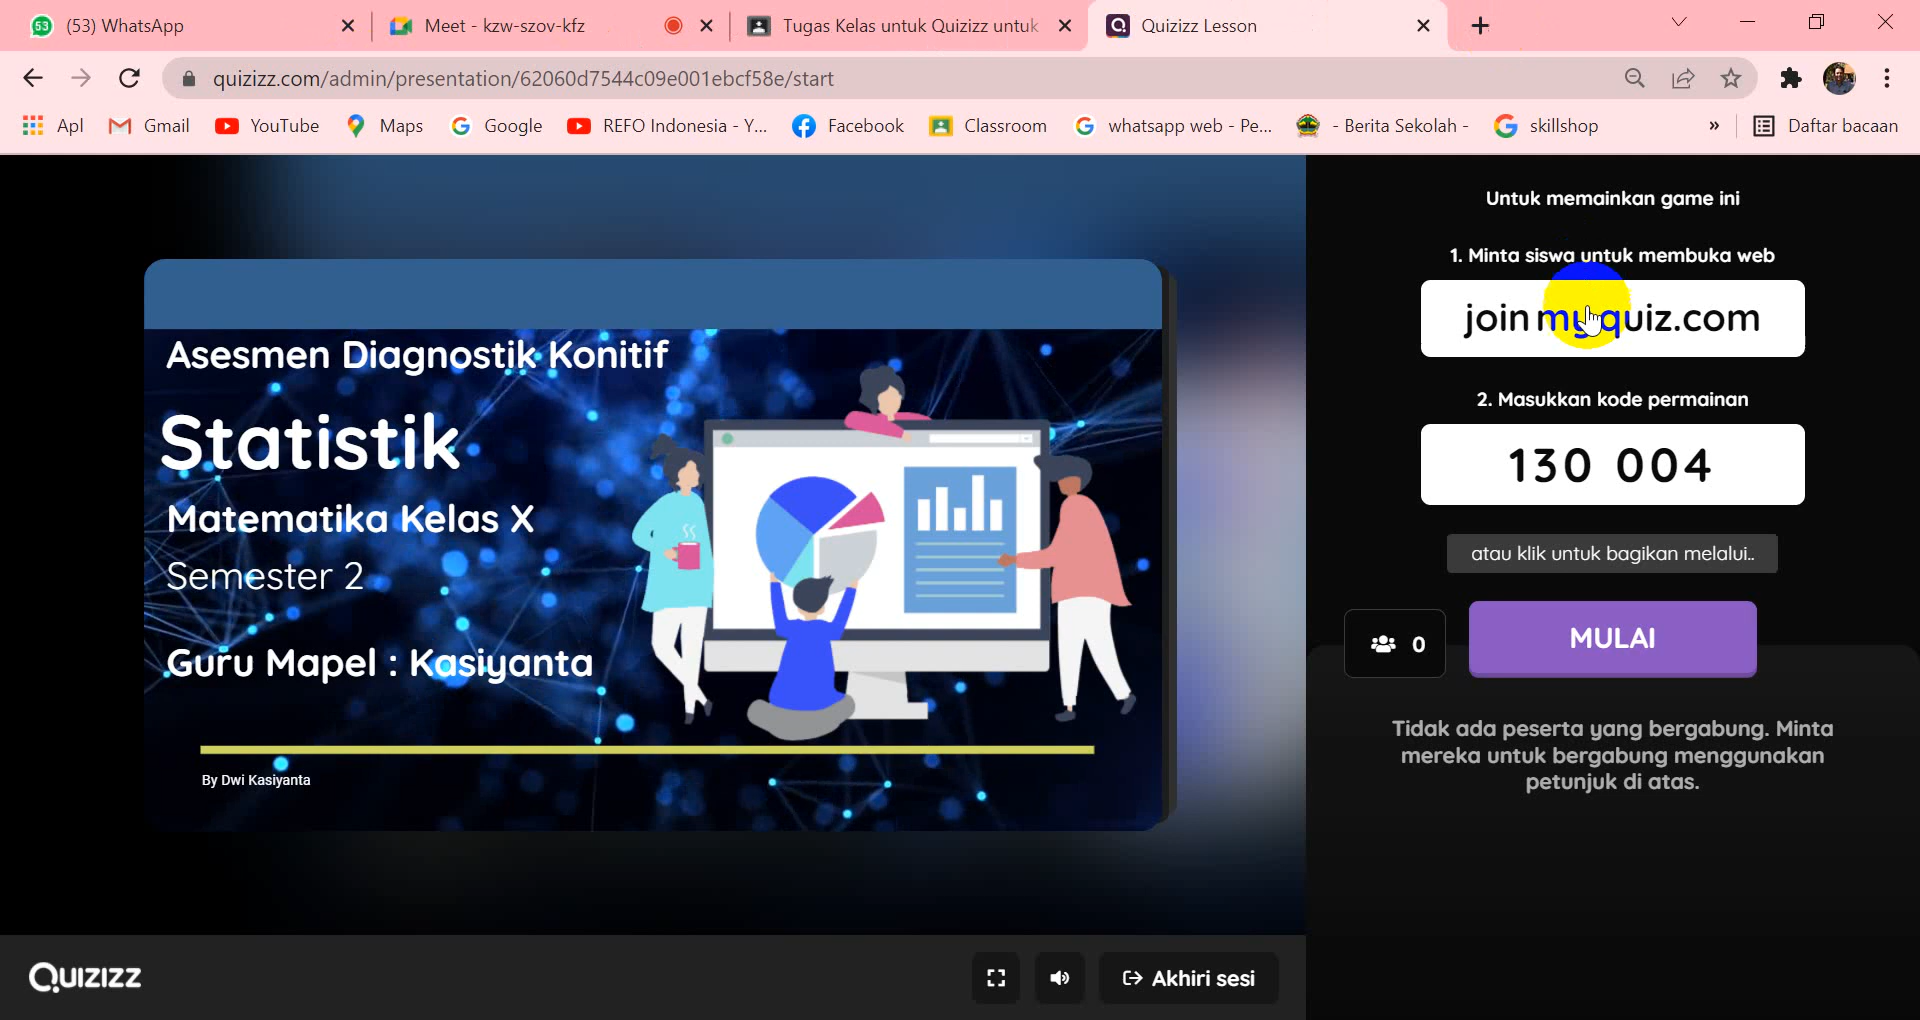 53 (53) WhatsApp
Meet - kzw-szov-kfz
Tugas Kelas untuk Quizizz untuk
Quizizz Lesson
quizizz.com/admin/presentation/62060d7544c09e001ebcf58e/start
Apl
Gmail
YouTube
Maps
Google
REFO Indonesia - Y...
Facebook
Classroom
whatsapp web - Pe...
- Berita Sekolah -
skillshop
»
Daftar bacaan
Asesmen Diagnostik Konitif
Statistik
Matematika Kelas X
Semester 2
Guru Mapel : Kasiyanta
By Dwi Kasiyanta
Untuk memainkan game ini
1. Minta siswa untuk membuka web
joinmyquiz.com
2. Masukkan kode permainan
130 004
atau klik untuk bagikan melalui..
0
MULAI
Tidak ada peserta yang bergabung. Minta
mereka untuk bergabung menggunakan
petunjuk di atas.
QUIZIZZ
Akhiri sesi